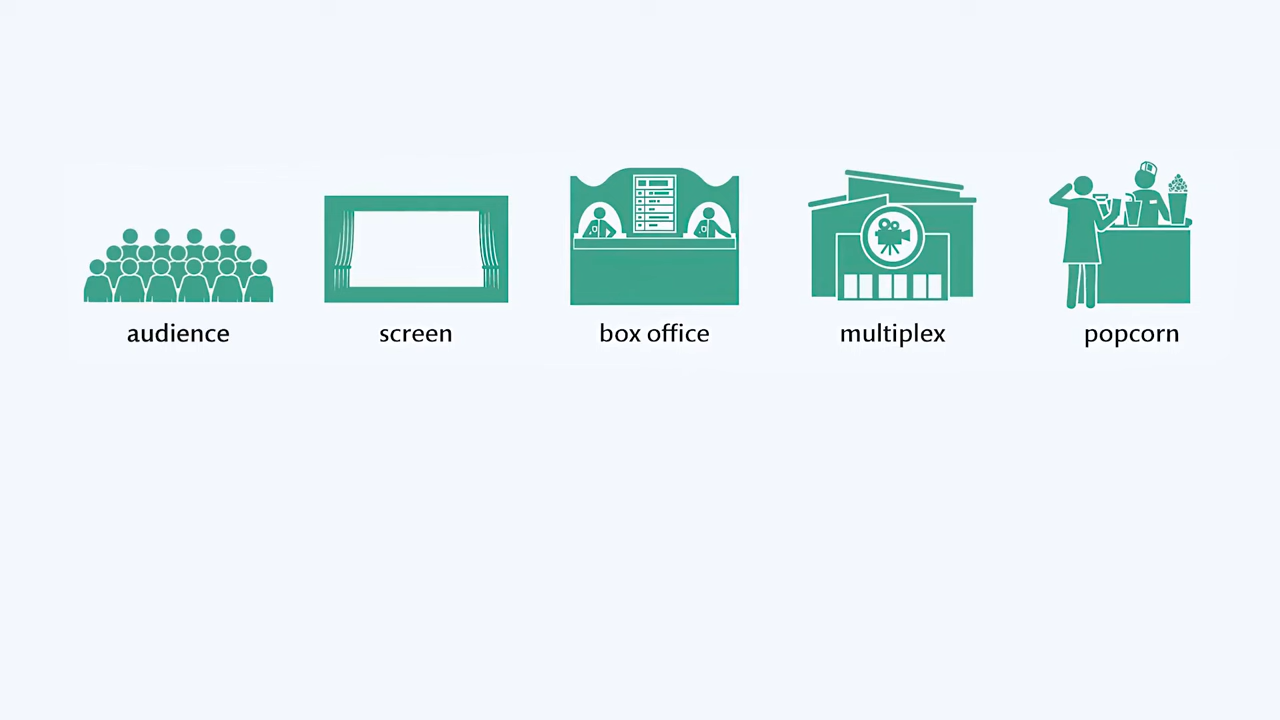 audience
screen
box office
multiplex
popcorn